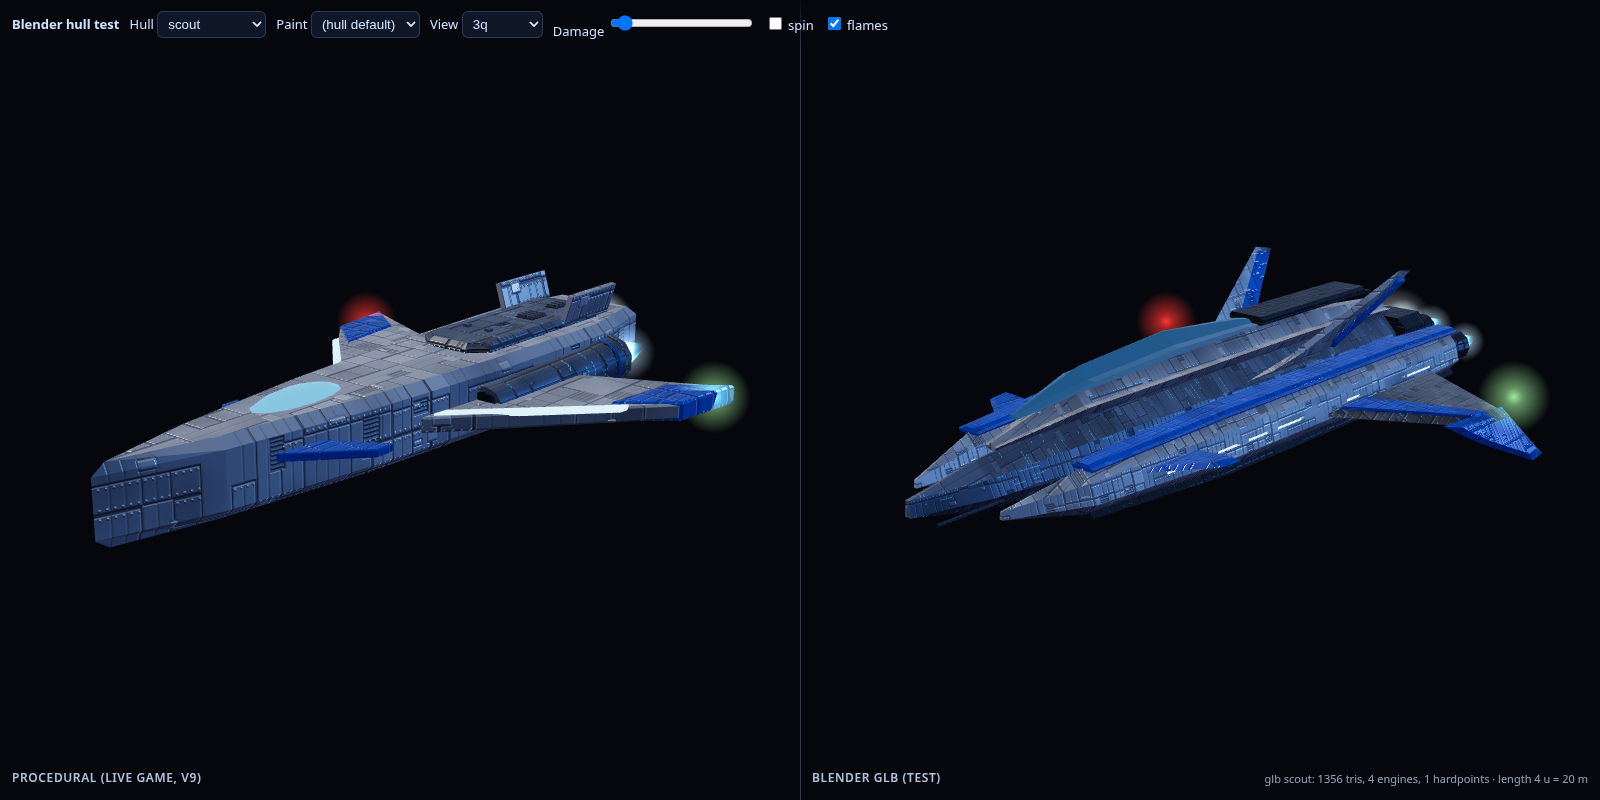 Blender hull test Hull scout Paint (hull default) View 3q Damage spin flames
PROCEDURAL (LIVE GAME, V9)
BLENDER GLB (TEST)
glb scout: 1356 tris, 4 engines, 1 hardpoints · length 4 u = 20 m